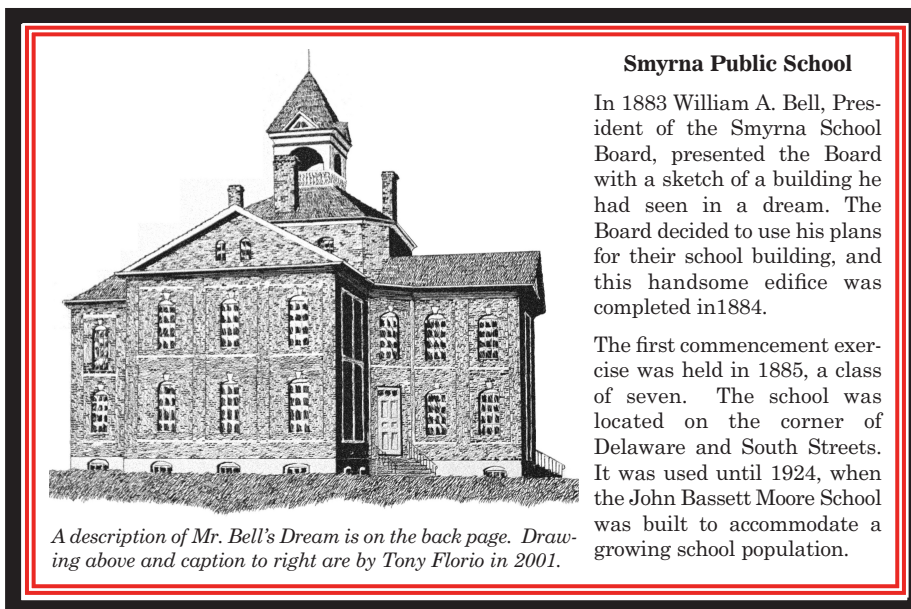 Smyrna Public School
In 1883 William A. Bell, Pres-
ident of the Smyrna School
Board, presented the Board
with a sketch of a building he
had seen in a dream. The
Board decided to use his plans
for their school building, and
this handsome edifice was
completed in1884.
The first commencement exer-
cise was held in 1885, a class
of seven. The school was
located on the corner of
Delaware and South Streets.
It was used until 1924, when
the John Bassett Moore School
was built to accommodate a
growing school population.
A description of Mr. Bell's Dream is on the back page. Draw-
ing above and caption to right are by Tony Florio in 2001.